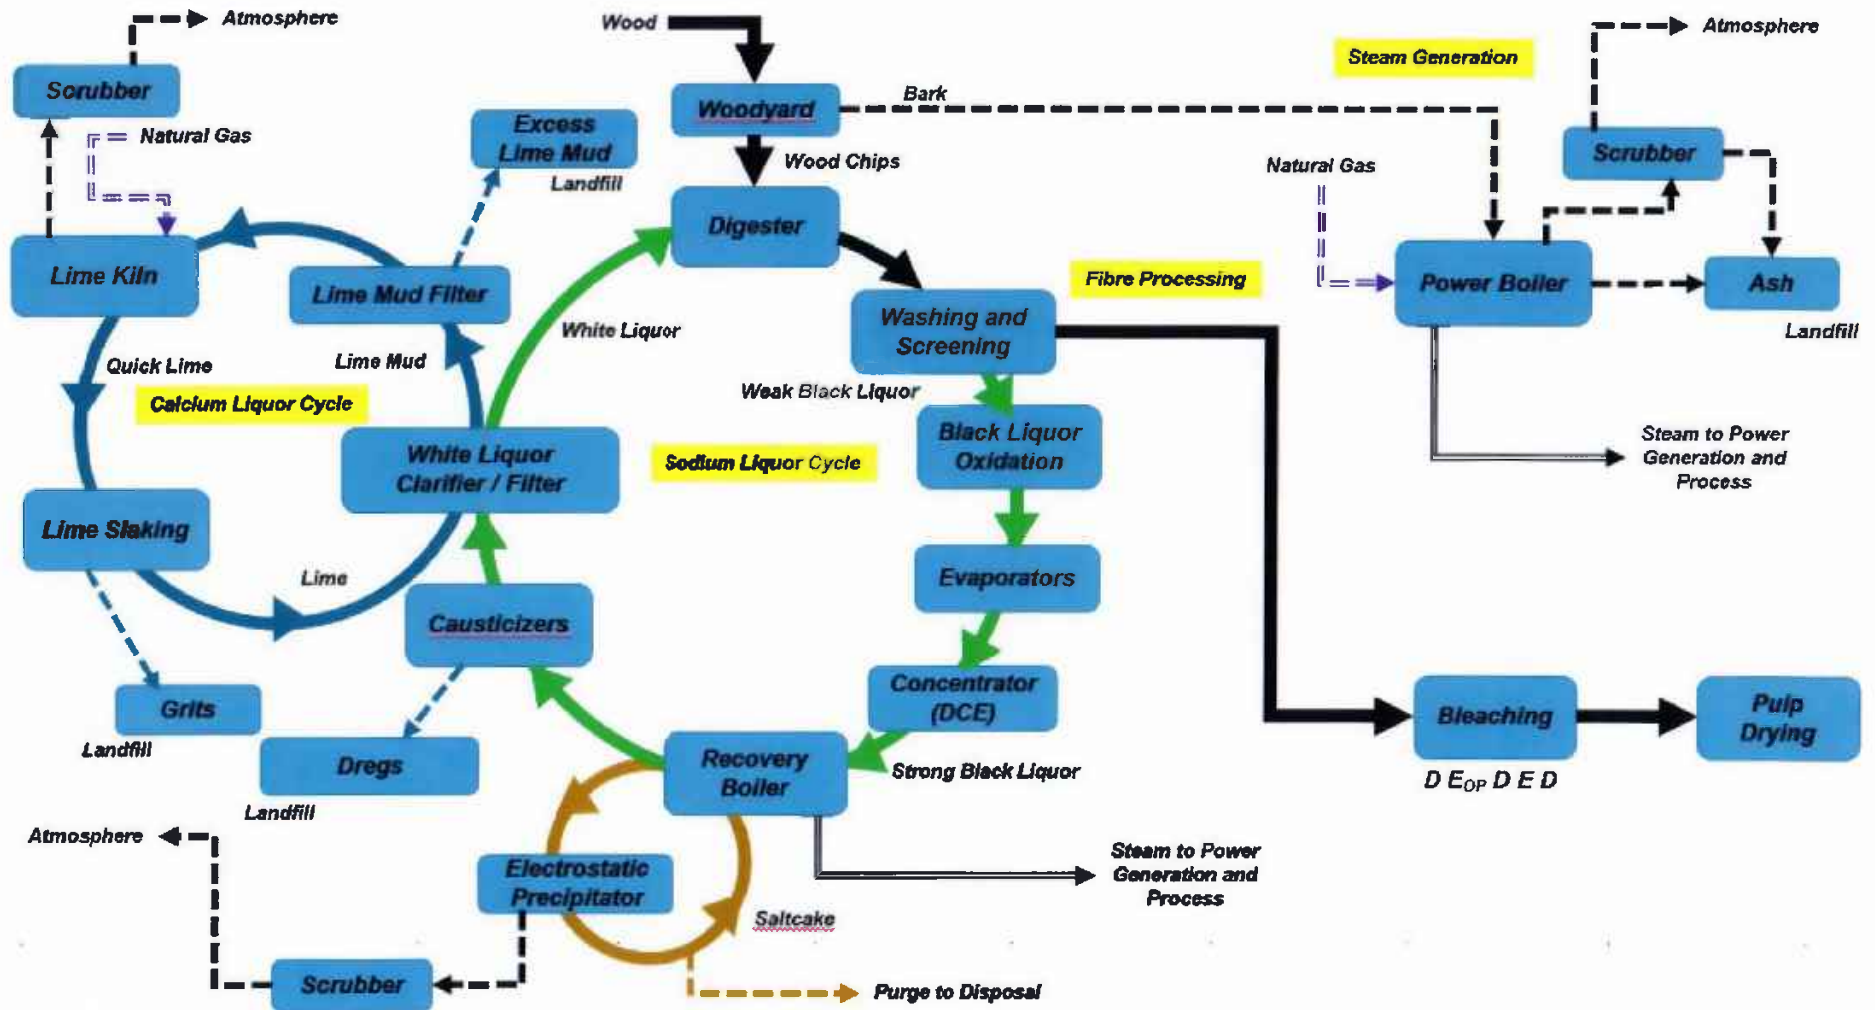 Atmosphere
Wood
Atmosphere
Steam Generation
Scrubber
Woodyard
Bark
Natural Gas
Excess
Lime Mud
Landfill
Wood Chips
Scrubber
Natural Gas
Digester
Lime Kiln
Lime Mud Filter
Fibre Processing
Power Boiler
Ash
Landfill
White Liquor
Washing and
Screening
Quick Lime
Lime Mud
Weak Black Liquor
Calcium Liquor Cycle
White Liquor
Clarifier / Filter
Sodium Liquor Cycle
Black Liquor
Oxidation
Steam to Power
Generation and
Process
Lime Slaking
Lime
Evaporators
Causticizers
Concentrator
(DCE)
Grits
Landfill
Bleaching
Pulp
Drying
D E_OP D E D
Dregs
Landfill
Recovery
Boiler
Strong Black Liquor
Atmosphere
Electrostatic
Precipitator
Steam to Power
Generation and
Process
Saltcake
Scrubber
Purge to Disposal